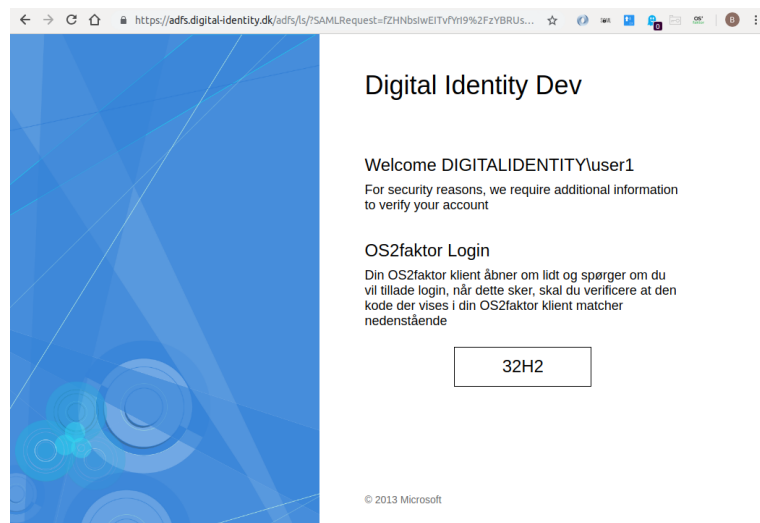 https://adfs.digital-identity.dk/adfs/ls/?SAMLRequest=fZHNbsIwEITvfYrI9%2FzYBRUs...
B
0
Digital Identity Dev
Welcome DIGITALIDENTITY\user1
For security reasons, we require additional information
to verify your account
OS2faktor Login
Din OS2faktor klient åbner om lidt og spørger om du
vil tillade login, når dette sker, skal du verificere at den
kode der vises i din OS2faktor klient matcher
nedenstående
32H2
© 2013 Microsoft